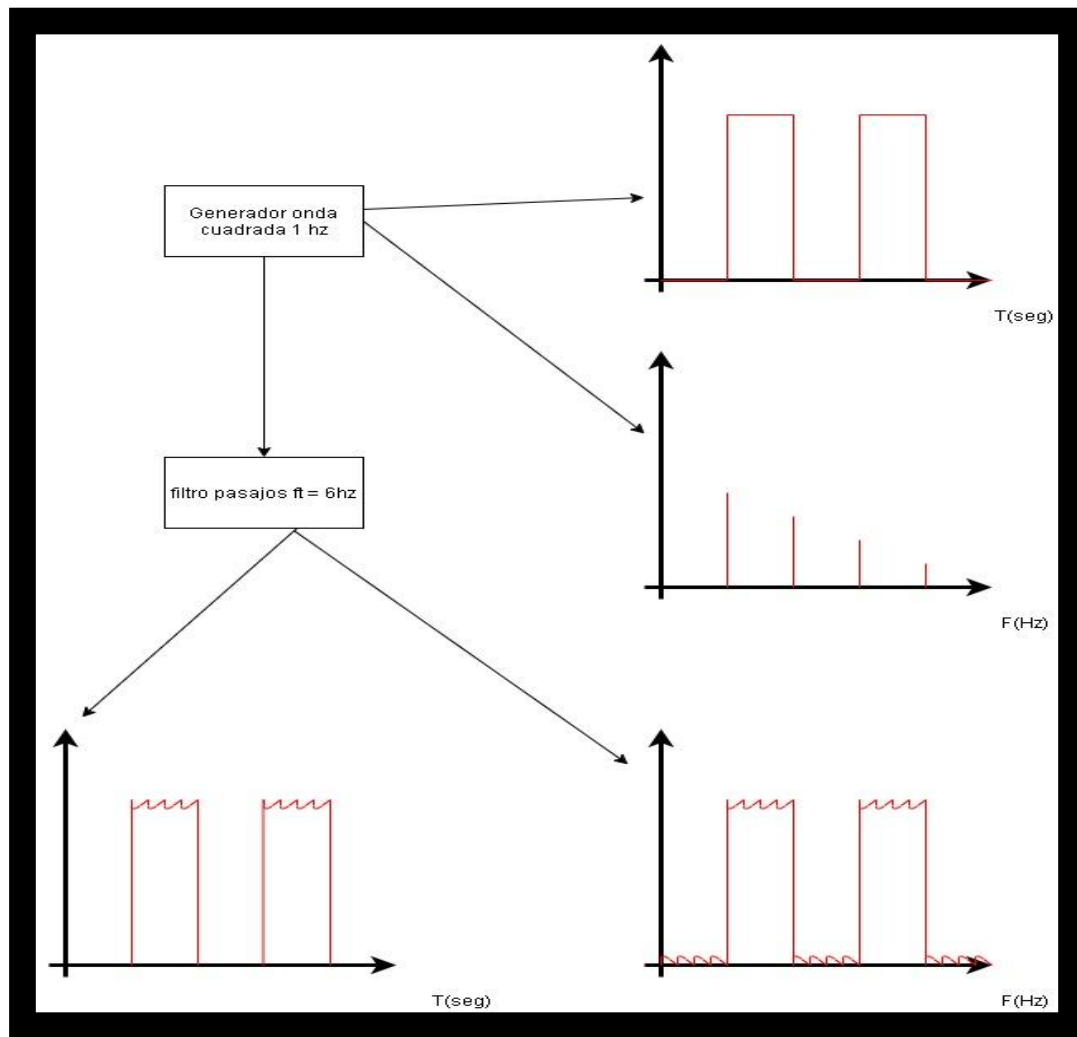 Generador onda
cuadrada 1 hz
T(seg)
filtro pasajos ft = 6hz
F(Hz)
T(seg)
F(Hz)